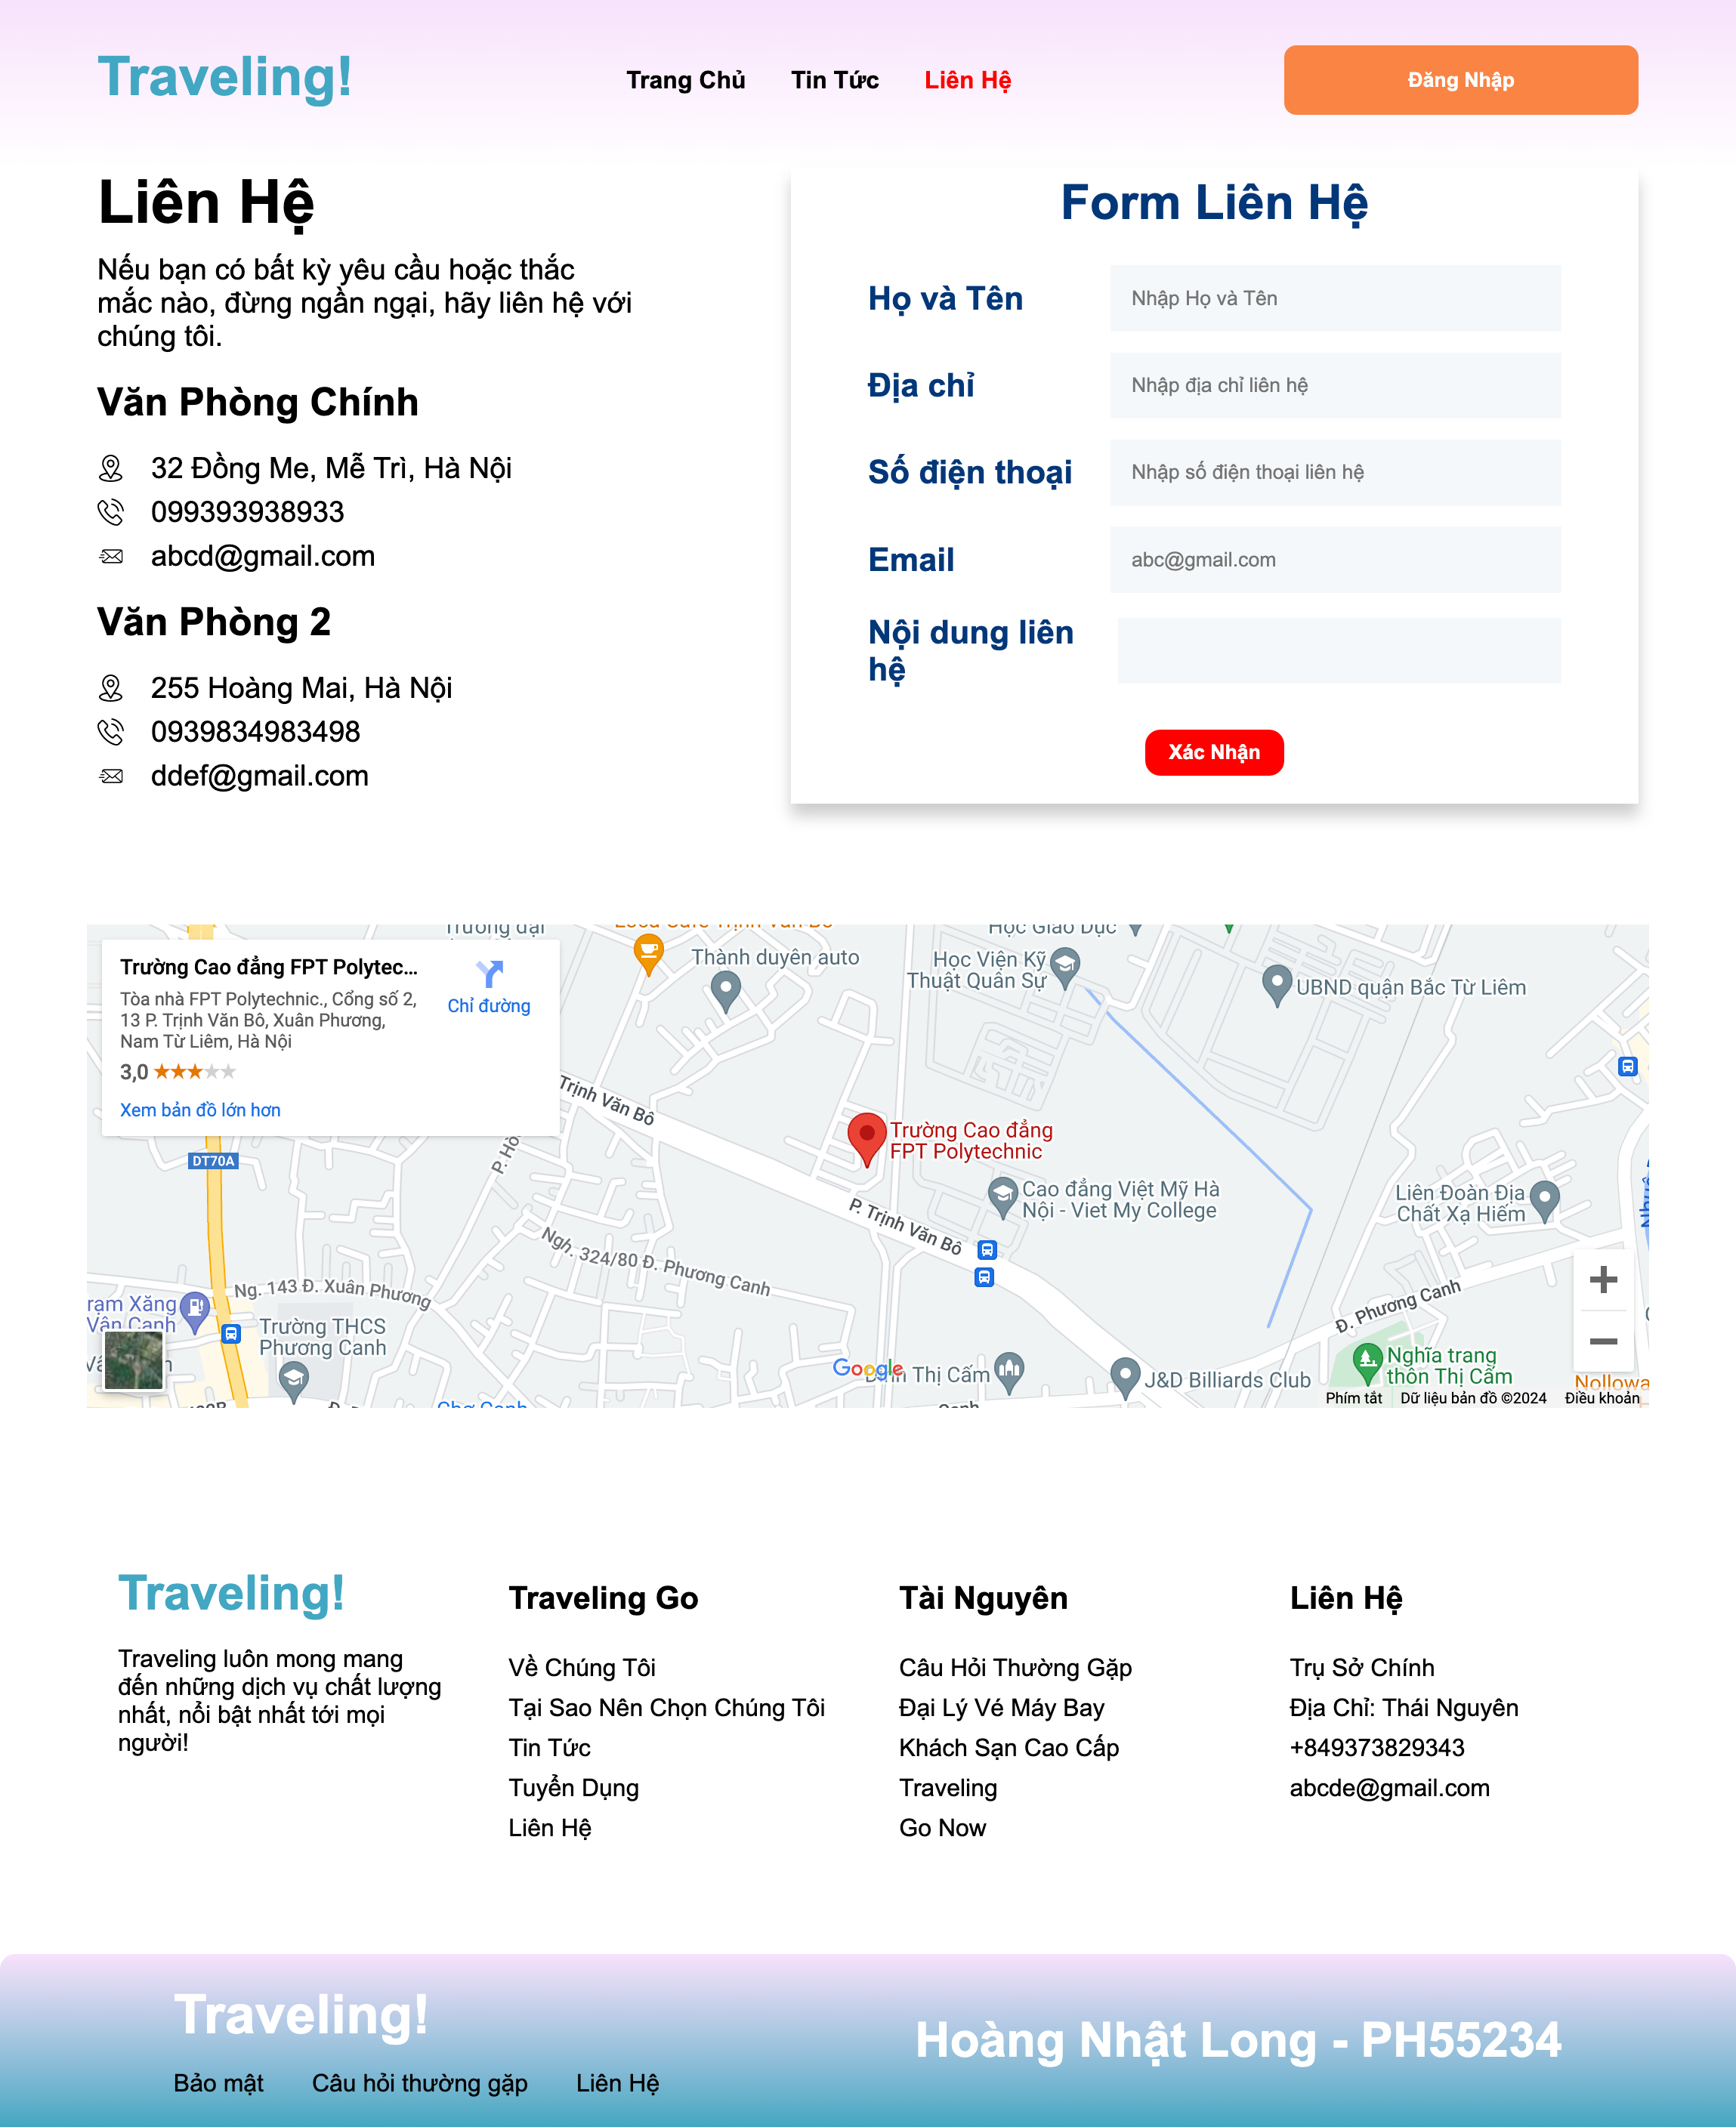 Traveling!
Trang Chủ
Tin Tức
Liên Hệ
Đăng Nhập
Liên Hệ
Nếu bạn có bất kỳ yêu cầu hoặc thắc
mắc nào, đừng ngần ngại, hãy liên hệ với
chúng tôi.
Văn Phòng Chính
32 Đồng Me, Mễ Trì, Hà Nội
099393938933
abcd@gmail.com
Văn Phòng 2
255 Hoàng Mai, Hà Nội
0939834983498
ddef@gmail.com
Form Liên Hệ
Họ và Tên
Nhập Họ và Tên
Địa chỉ
Nhập địa chỉ liên hệ
Số điện thoại
Nhập số điện thoại liên hệ
Email
abc@gmail.com
Nội dung liên
hệ
Xác Nhận
Trường Cao đẳng FPT Polytec...
Tòa nhà FPT Polytechnic., Cổng số 2,
13 P. Trịnh Văn Bô, Xuân Phương,
Nam Từ Liêm, Hà Nội
3,0
Xem bản đồ lớn hơn
Chỉ đường
Trường đại
Thành duyên auto
Học Giáo Dục
Học Viện Kỹ
Thuật Quân Sự
UBND quận Bắc Từ Liêm
Trịnh Văn Bô
Trường Cao đẳng
FPT Polytechnic
DT70A
Cao đẳng Việt Mỹ Hà
Nội - Viet My College
Liên Đoàn Địa
Chất Xạ Hiếm
P. Trịnh Văn Bô
Ngh. 324/80 Đ. Phương Canh
Ng. 143 Đ. Xuân Phương
Xăng
Vân Canh
Trường THCS
Phương Canh
Đ. Phương Canh
Google
Thị Cấm
J&D Billiards Club
Nghĩa trang
thôn Thị Cấm
Phím tắt
Dữ liệu bản đồ ©2024
Điều khoản
Traveling!
Traveling luôn mong mang
đến những dịch vụ chất lượng
nhất, nổi bật nhất tới mọi
người!
Traveling Go
Về Chúng Tôi
Tại Sao Nên Chọn Chúng Tôi
Tin Tức
Tuyển Dụng
Liên Hệ
Tài Nguyên
Câu Hỏi Thường Gặp
Đại Lý Vé Máy Bay
Khách Sạn Cao Cấp
Traveling
Go Now
Liên Hệ
Trụ Sở Chính
Địa Chỉ: Thái Nguyên
+849373829343
abcde@gmail.com
Traveling!
Bảo mật
Câu hỏi thường gặp
Liên Hệ
Hoàng Nhật Long - PH55234